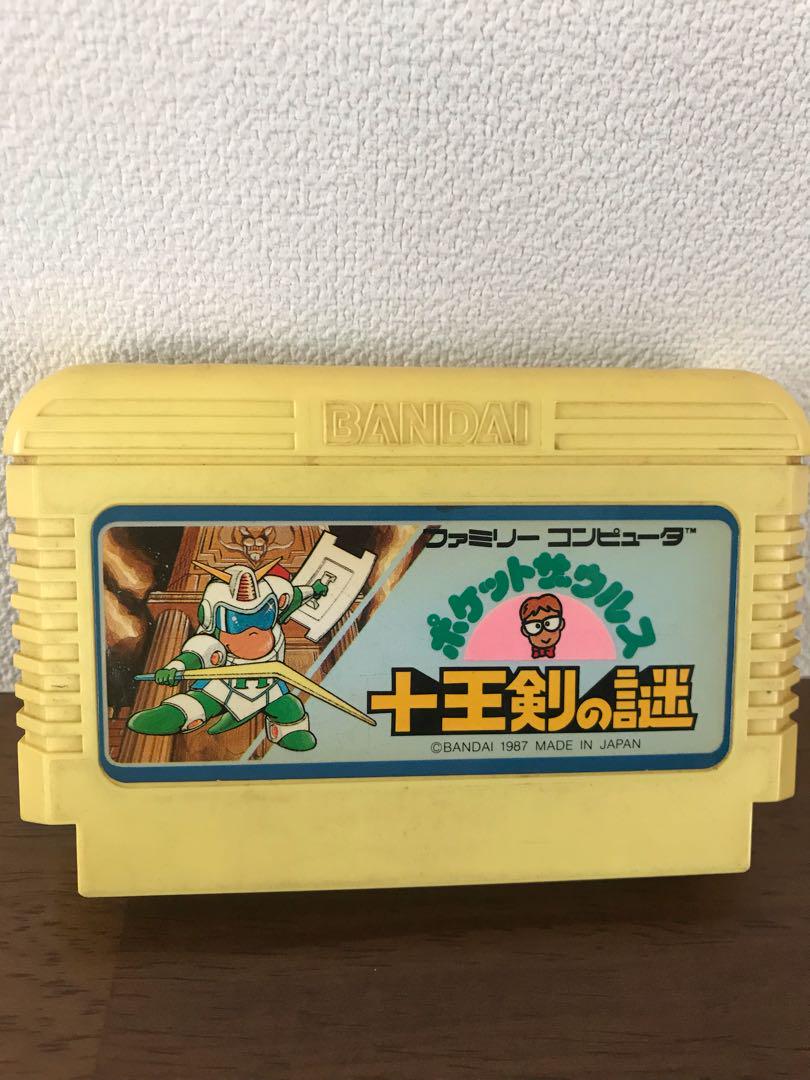 BANDAI
ファミリー コンピュータ™
ポケットザウルス
十王剣の謎
©BANDAI 1987 MADE IN JAPAN